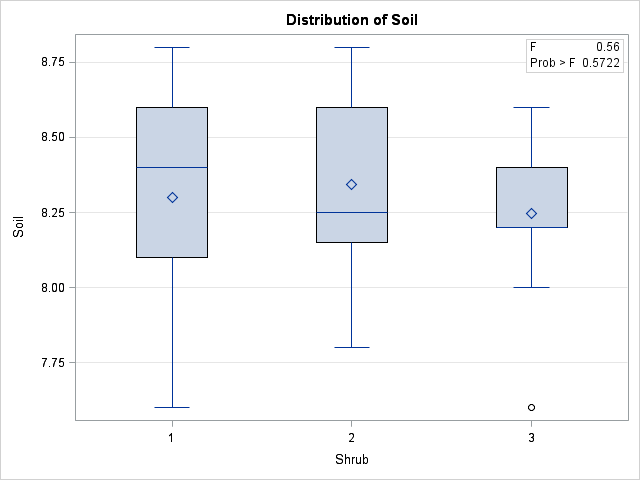 Distribution of Soil
F 0.56
Prob > F 0.5722
8.75
8.50
8.25
8.00
7.75
Soil
1 2 3
Shrub